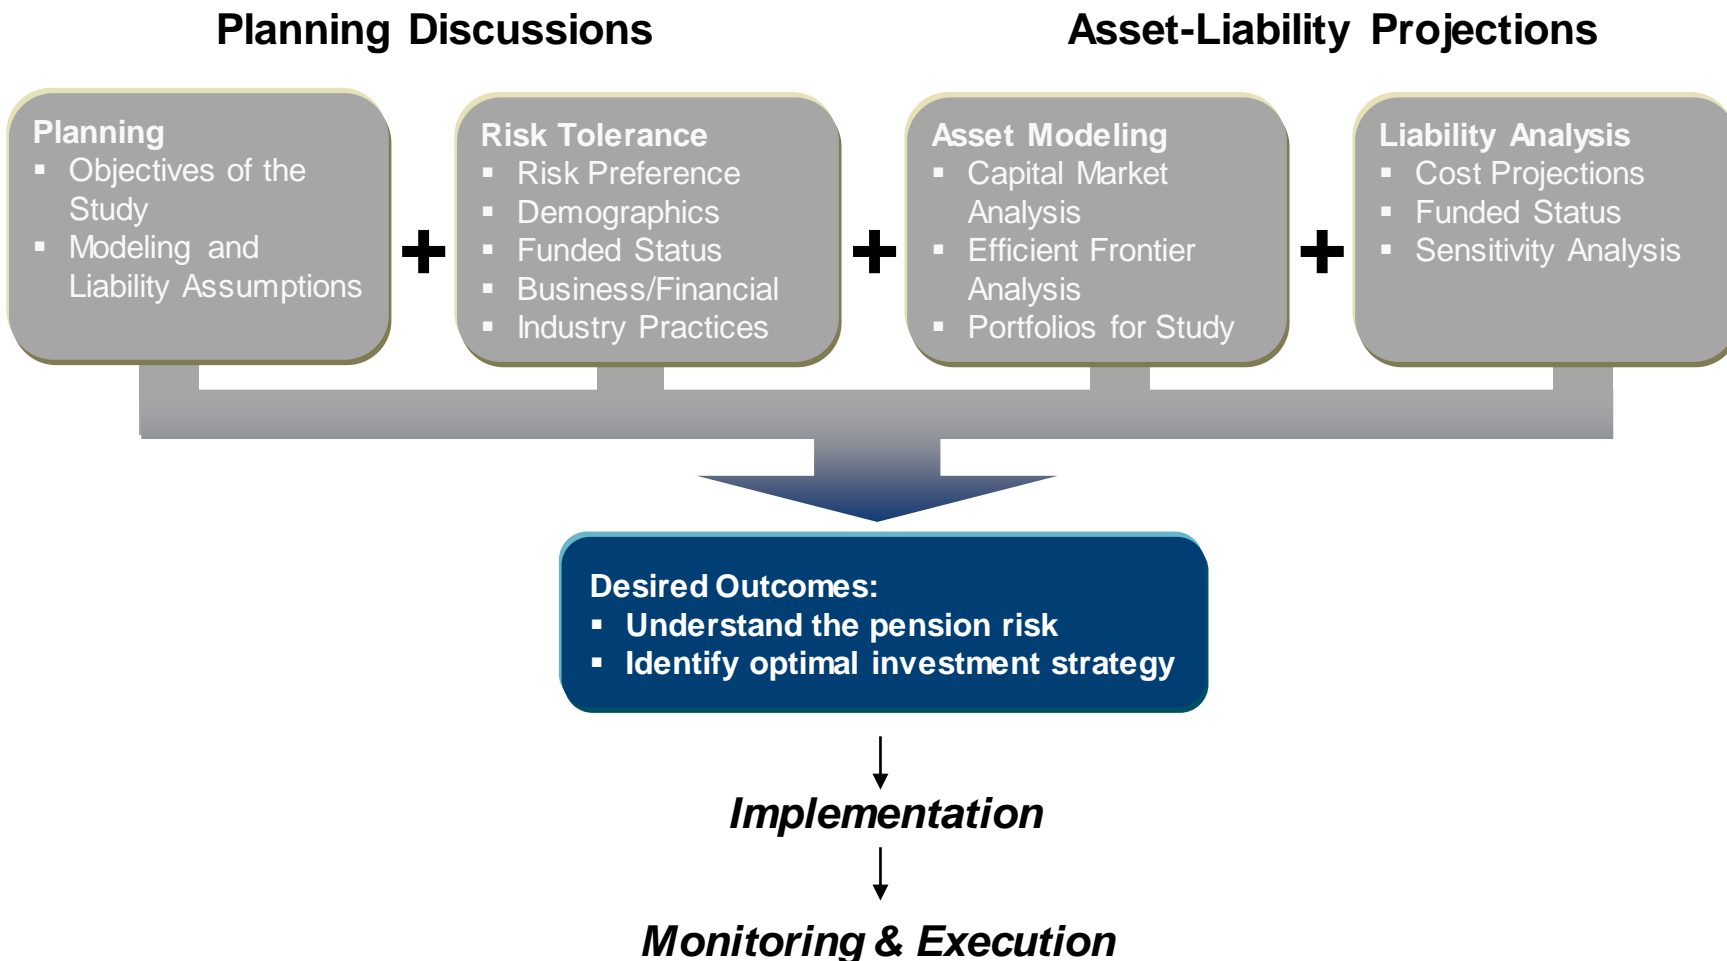 Planning Discussions
Asset-Liability Projections
Planning
▪ Objectives of the
Study
▪ Modeling and
Liability Assumptions
+
Risk Tolerance
▪ Risk Preference
▪ Demographics
▪ Funded Status
▪ Business/Financial
▪ Industry Practices
+
Asset Modeling
▪ Capital Market
Analysis
▪ Efficient Frontier
Analysis
▪ Portfolios for Study
+
Liability Analysis
▪ Cost Projections
▪ Funded Status
▪ Sensitivity Analysis
Desired Outcomes:
▪ Understand the pension risk
▪ Identify optimal investment strategy
Implementation
Monitoring & Execution